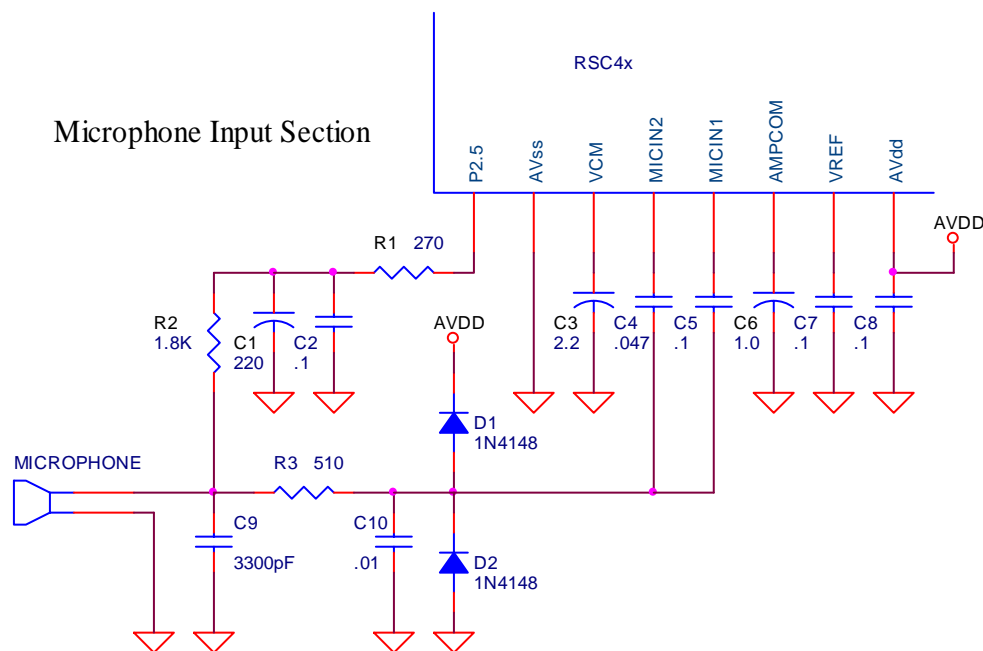 RSC4x
Microphone Input Section
P2.5
AVss
VCM
MICIN2
MICIN1
AMPCOM
VREF
AVdd
AVDD
R1 270
R2
1.8K
C1
220
C2
.1
AVDD
C3
2.2
C4
.047
C5
.1
C6
1.0
C7
.1
C8
.1
D1
1N4148
MICROPHONE
R3 510
C9
3300pF
C10
.01
D2
1N4148